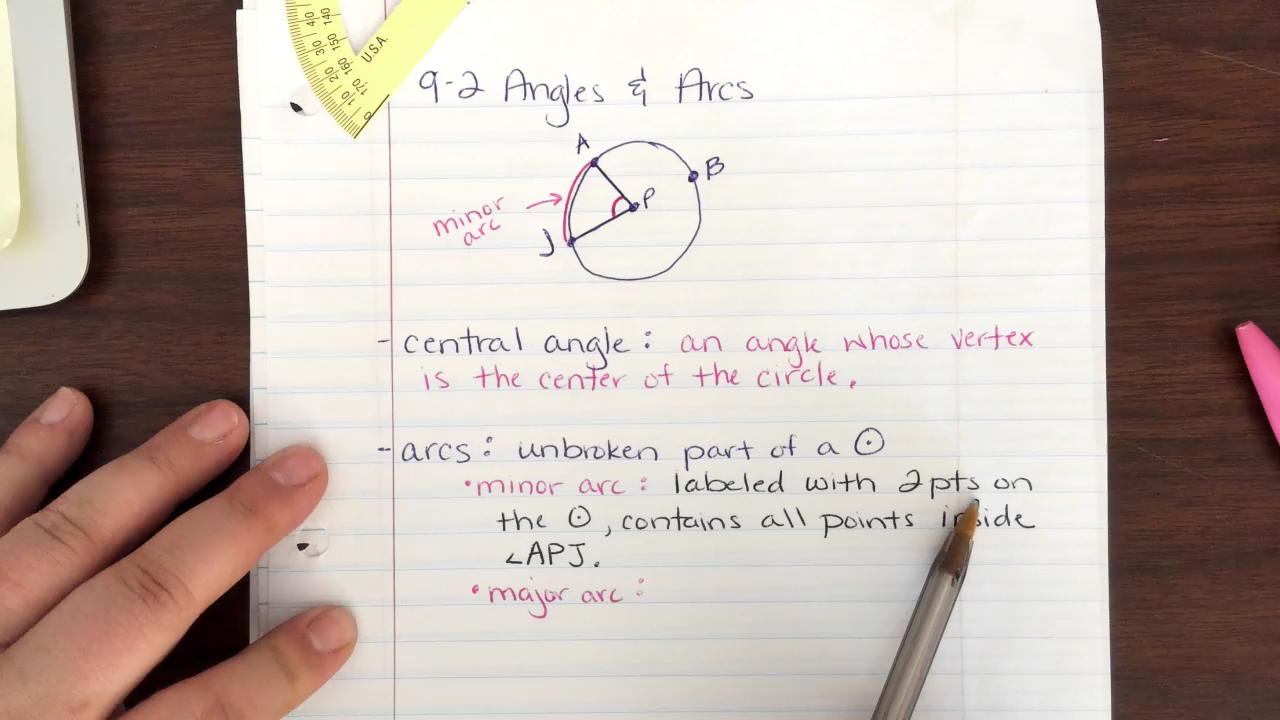 U.S.A.
9-2 Angles & Arcs
A
B
P
J
minor
arc
- central angle: an angle whose vertex
is the center of the circle.
- arcs: unbroken part of a ⊙
• minor arc: labeled with 2 pts on
the ⊙, contains all points inside
∠APJ.
• major arc: